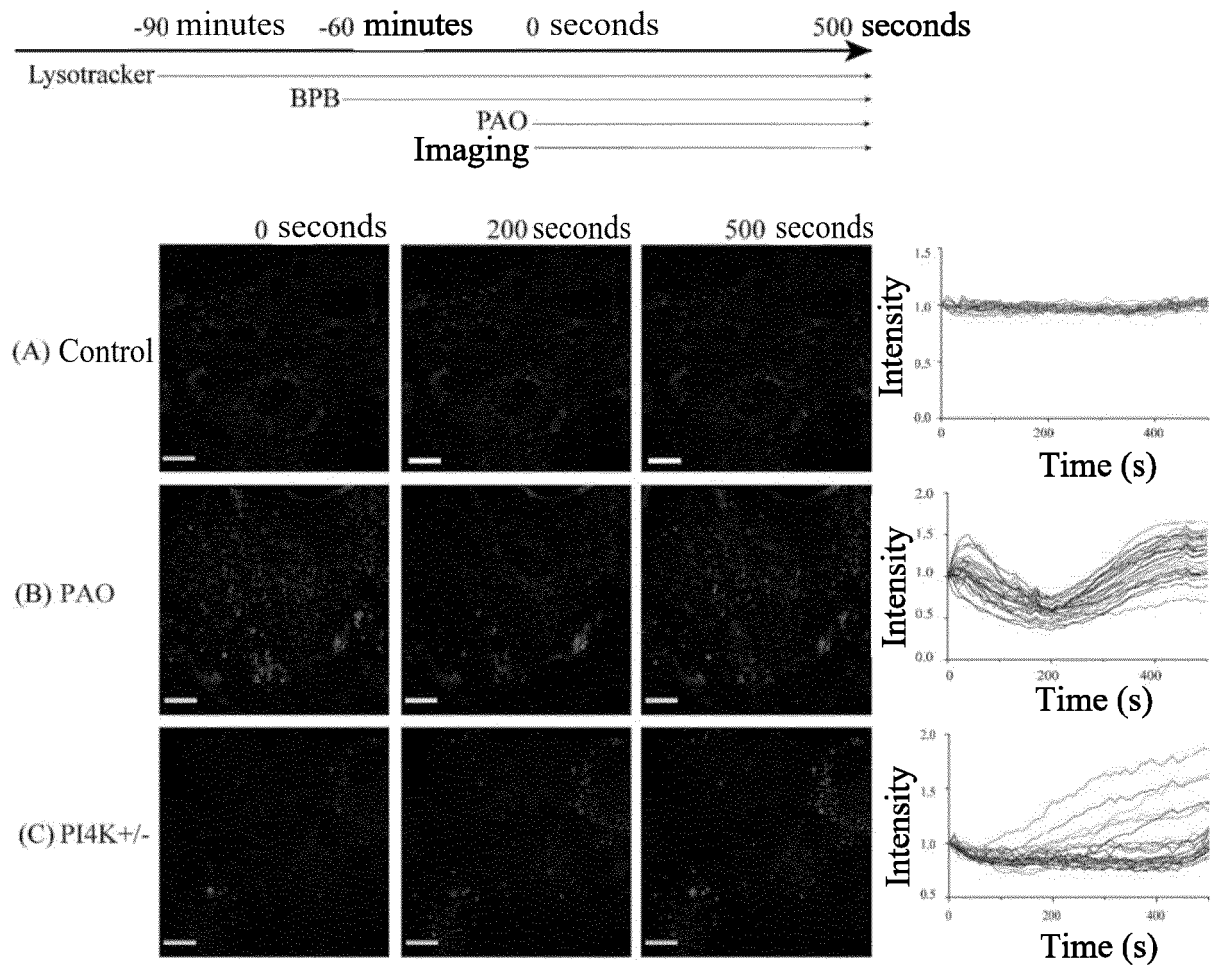 -90 minutes -60 minutes 0 seconds 500 seconds
Lysotracker
BPB
PAO
Imaging
0 seconds 200 seconds 500 seconds
(A) Control
Intensity
1.5
1.0
0.5
0.0
0 200 400
Time (s)
(B) PAO
Intensity
2.0
1.5
1.0
0.5
0.0
0 200 400
Time (s)
(C) PI4K+/-
Intensity
2.0
1.5
1.0
0.5
0 200 400
Time (s)